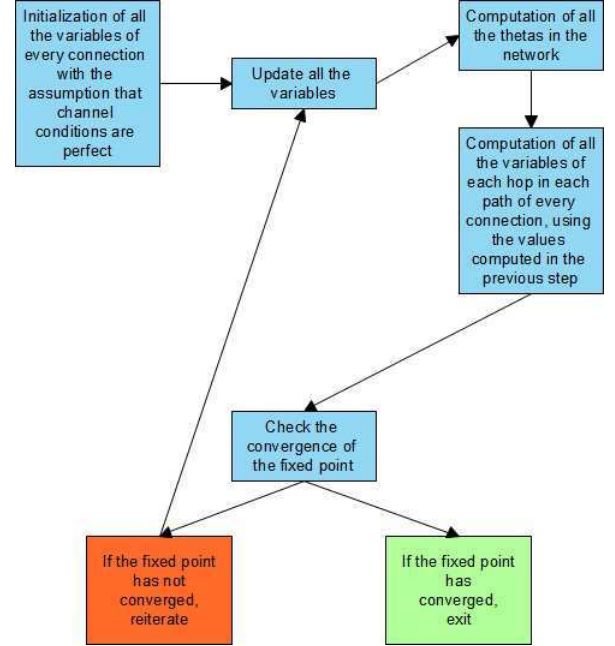 Initialization of all
the variables of
every connection
with the
assumption that
channel
conditions are
perfect
Update all the
variables
Computation of all
the thetas in the
network
Computation of all
the variables of
each hop in each
path of every
connection, using
the values
computed in the
previous step
Check the
convergence of
the fixed point
If the fixed point
has not
converged,
reiterate
If the fixed point
has
converged,
exit